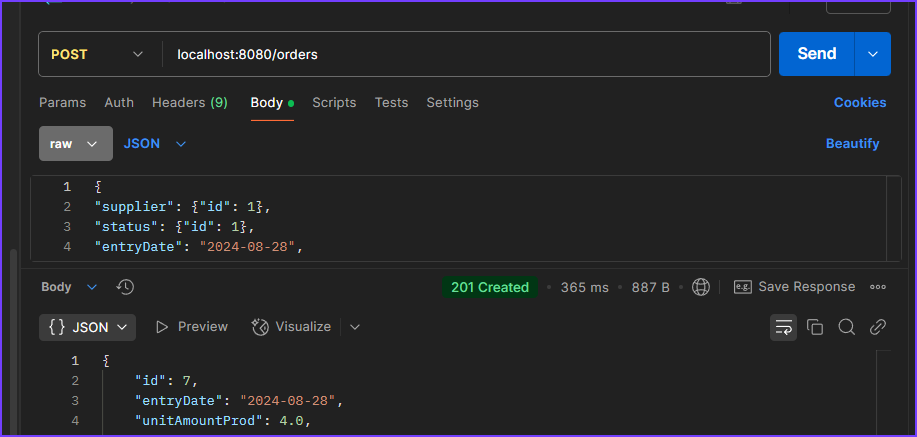 POST localhost:8080/orders Send
Params Auth Headers (9) Body Scripts Tests Settings Cookies
raw JSON Beautify
1 {
2 "supplier": {"id": 1},
3 "status": {"id": 1},
4 "entryDate": "2024-08-28",
Body 201 Created • 365 ms • 887 B e.g. Save Response
{} JSON Preview Visualize
1 {
2 "id": 7,
3 "entryDate": "2024-08-28",
4 "unitAmountProd": 4.0,